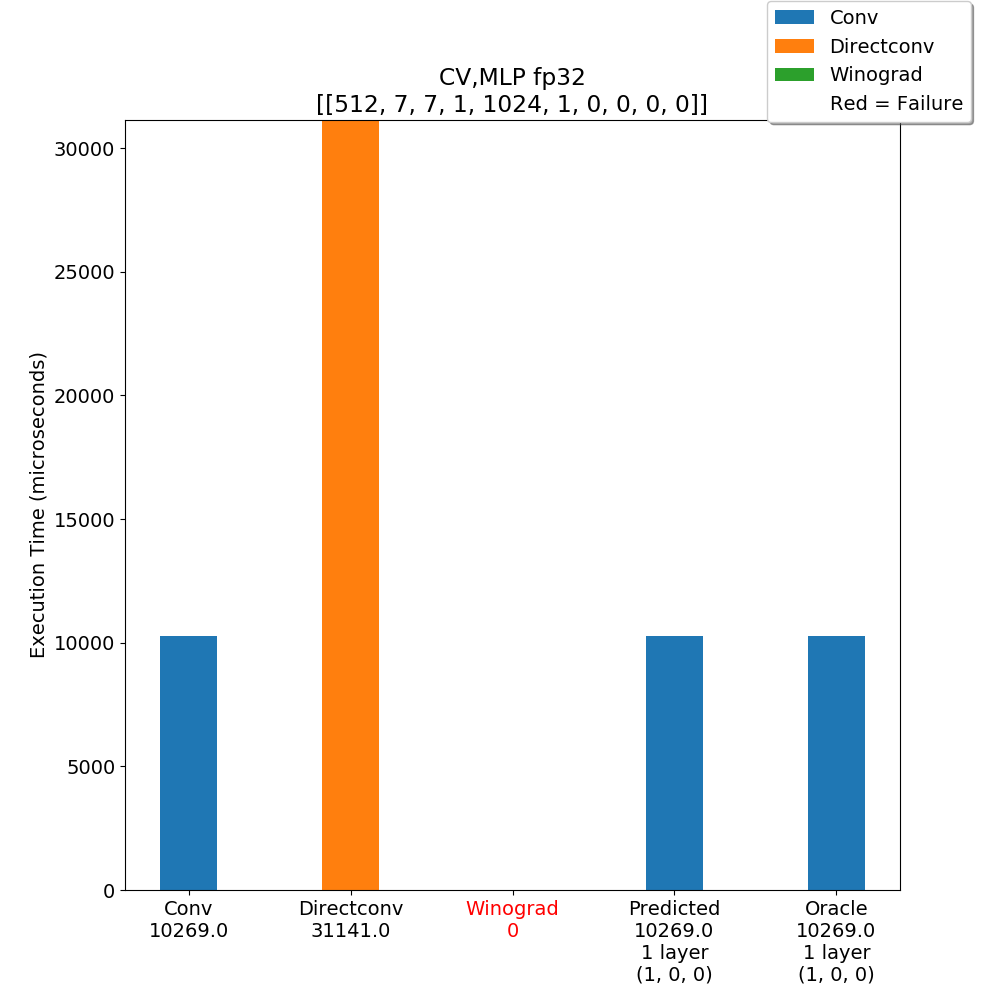 Conv
Directconv
Winograd
Red = Failure
CV,MLP fp32
[[512, 7, 7, 1, 1024, 1, 0, 0, 0, 0]]
Execution Time (microseconds)
30000
25000
20000
15000
10000
5000
0
Conv
10269.0
Directconv
31141.0
Winograd
0
Predicted
10269.0
1 layer
(1, 0, 0)
Oracle
10269.0
1 layer
(1, 0, 0)